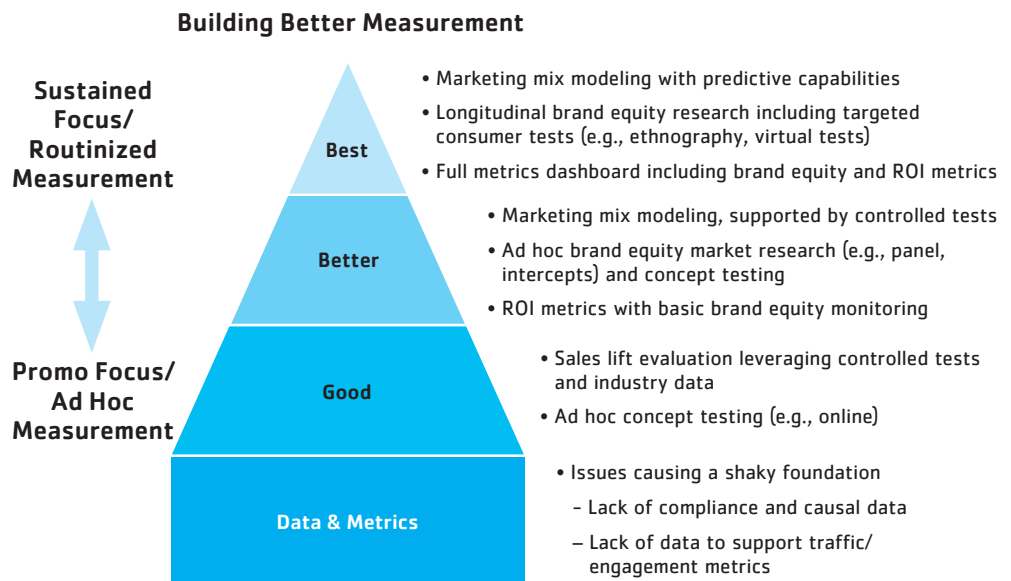 Building Better Measurement
Sustained
Focus/
Routinized
Measurement
Promo Focus/
Ad Hoc
Measurement
Best
• Marketing mix modeling with predictive capabilities
• Longitudinal brand equity research including targeted
consumer tests (e.g., ethnography, virtual tests)
• Full metrics dashboard including brand equity and ROI metrics
Better
• Marketing mix modeling, supported by controlled tests
• Ad hoc brand equity market research (e.g., panel,
intercepts) and concept testing
• ROI metrics with basic brand equity monitoring
Good
• Sales lift evaluation leveraging controlled tests
and industry data
• Ad hoc concept testing (e.g., online)
Data & Metrics
• Issues causing a shaky foundation
- Lack of compliance and causal data
– Lack of data to support traffic/
engagement metrics